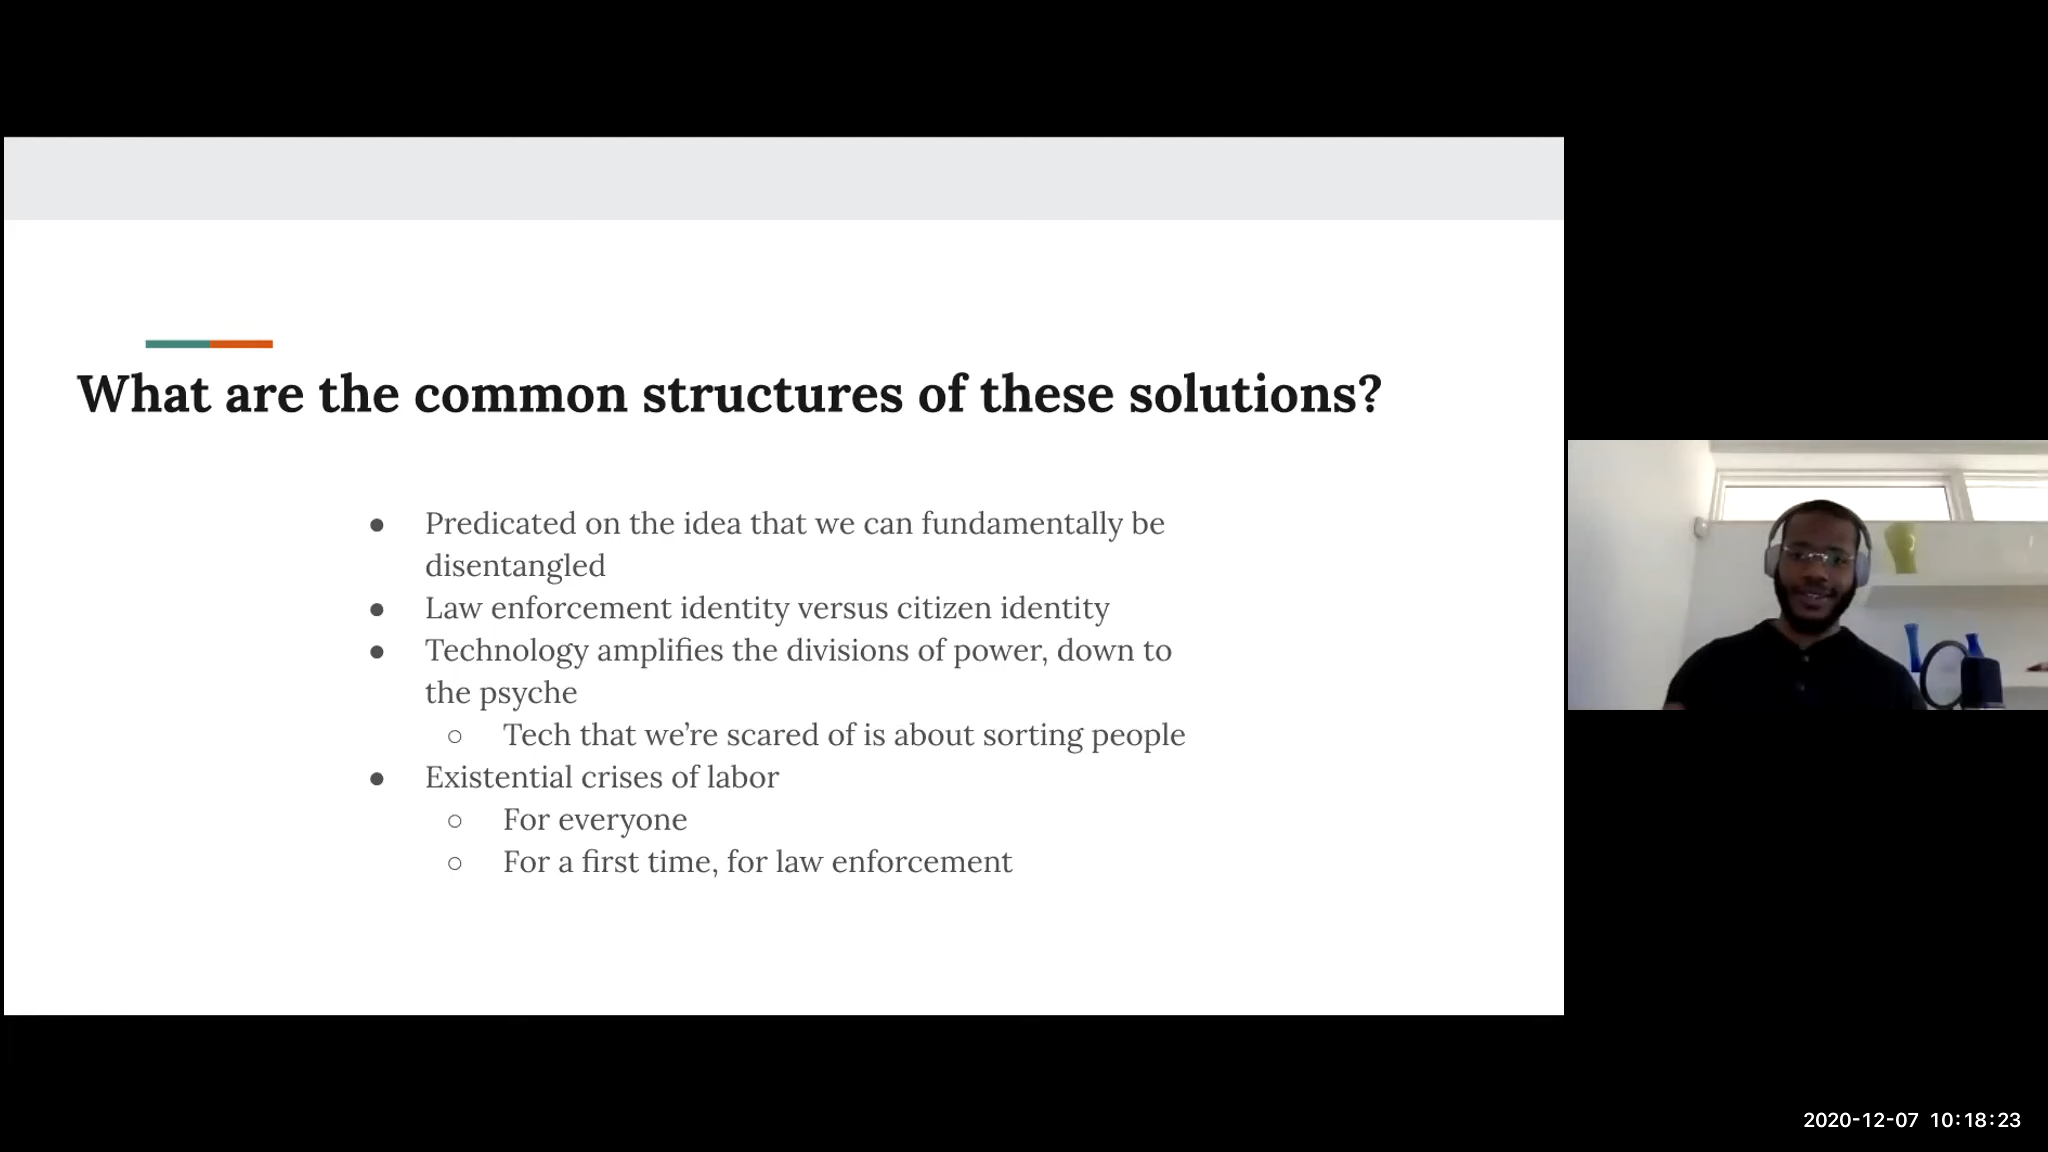 What are the common structures of these solutions?
● Predicated on the idea that we can fundamentally be
disentangled
● Law enforcement identity versus citizen identity
● Technology amplifies the divisions of power, down to
the psyche
○ Tech that we’re scared of is about sorting people
● Existential crises of labor
○ For everyone
○ For a first time, for law enforcement
2020-12-07 10:18:23